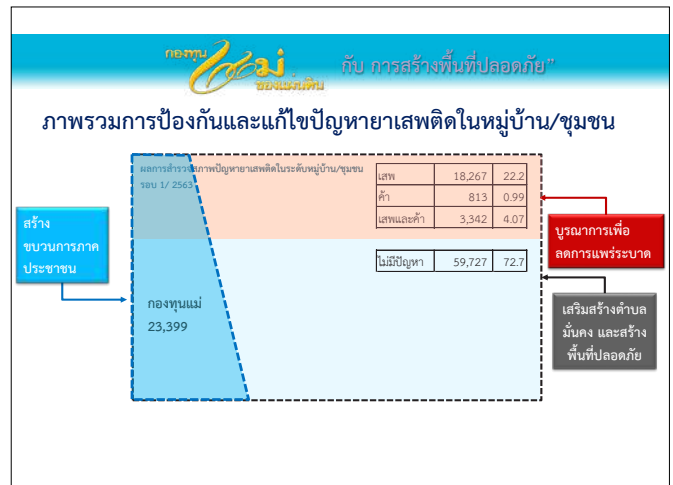 กองทุนแม่ของแผ่นดิน กับ การสร้างพื้นที่ปลอดภัย”
ภาพรวมการป้องกันและแก้ไขปัญหายาเสพติดในหมู่บ้าน/ชุมชน
ผลการสำรวจสภาพปัญหายาเสพติดในระดับหมู่บ้าน/ชุมชน
รอบ 1/ 2563
เสพ 18,267 22.2
ค้า 813 0.99
เสพและค้า 3,342 4.07
ไม่มีปัญหา 59,727 72.7
สร้าง
ขบวนการภาค
ประชาชน
กองทุนแม่
23,399
บูรณาการเพื่อ
ลดการแพร่ระบาด
เสริมสร้างตำบล
มั่นคง และสร้าง
พื้นที่ปลอดภัย